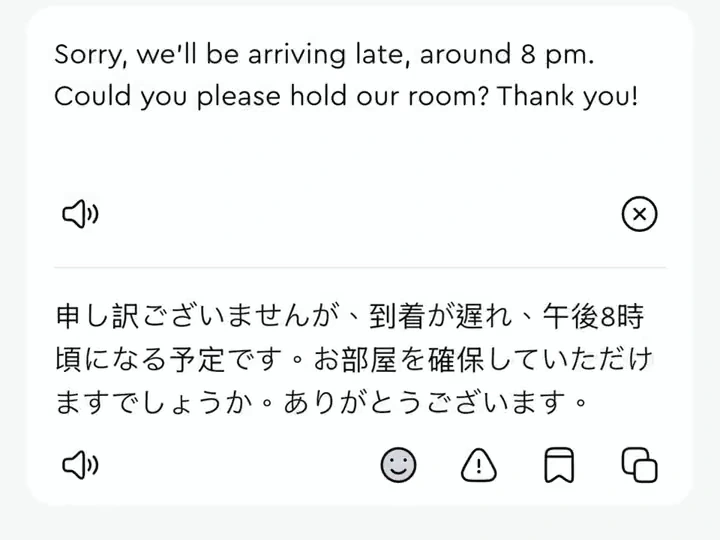 Sorry, we'll be arriving late, around 8 pm.
Could you please hold our room? Thank you!
申し訳ございませんが、到着が遅れ、午後8時
頃になる予定です。お部屋を確保していただけ
ますでしょうか。ありがとうございます。